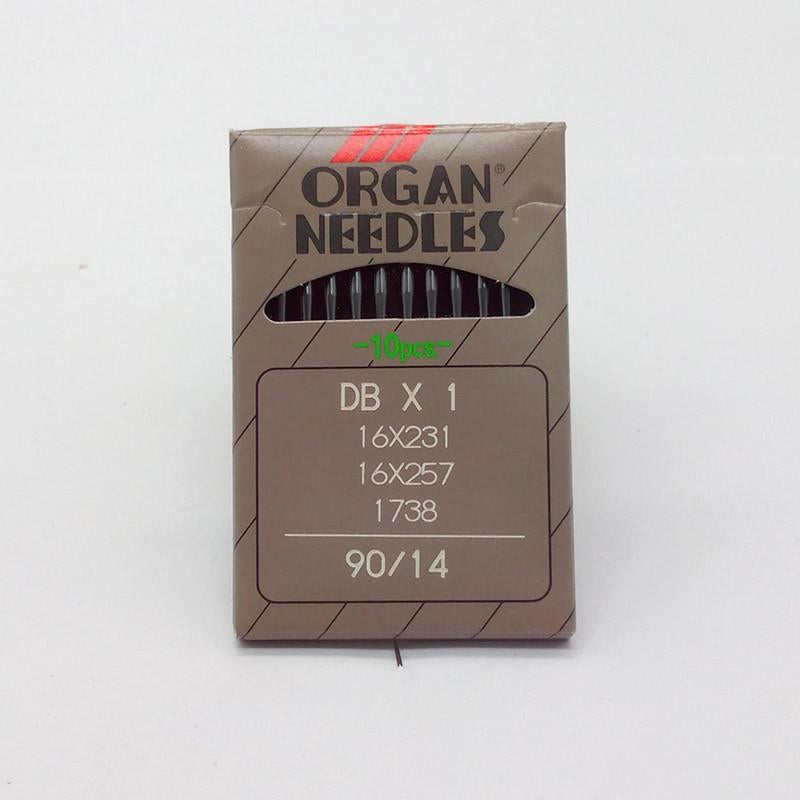 ORGAN®
NEEDLES
-10pcs-
DB X 1
16X231
16X257
1738
90/14